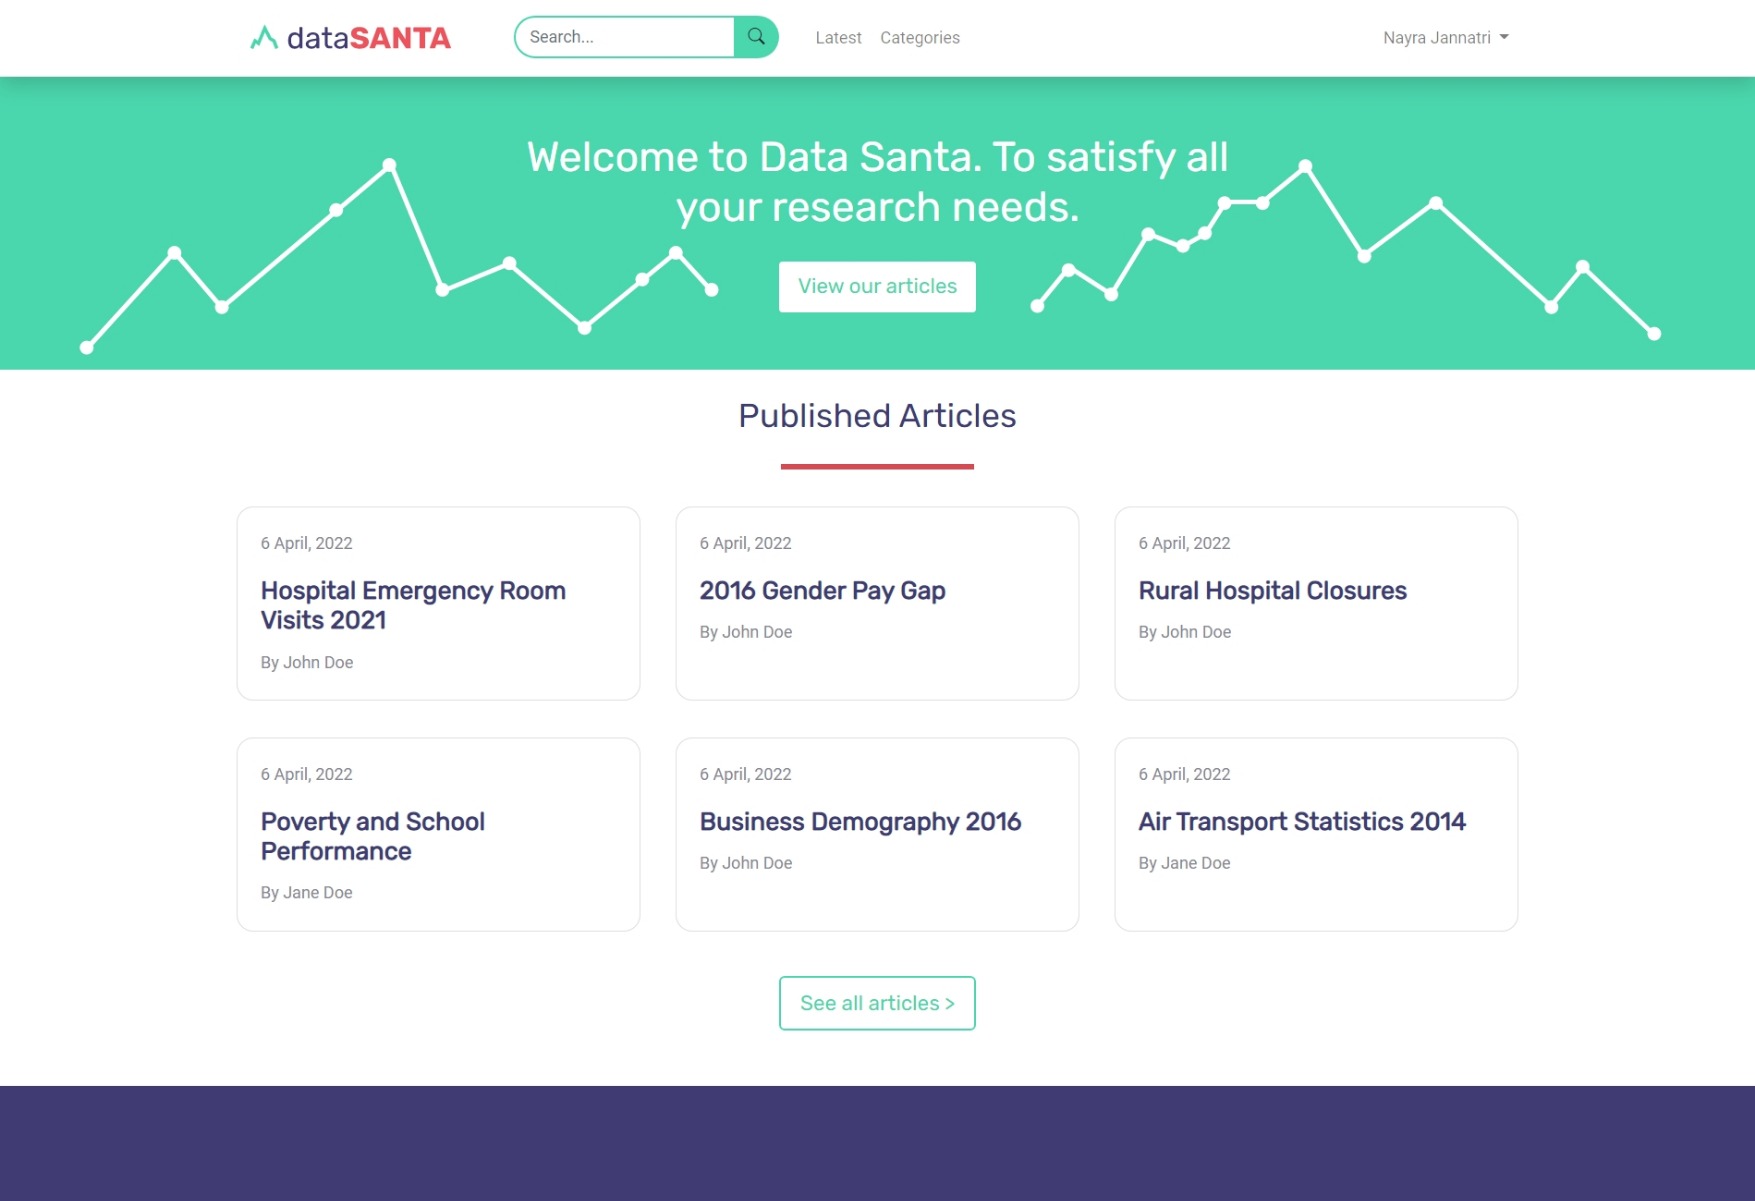 dataSANTA
Search...
Latest
Categories
Nayra Jannatri
Welcome to Data Santa. To satisfy all
your research needs.
View our articles
Published Articles
6 April, 2022
Hospital Emergency Room
Visits 2021
By John Doe
6 April, 2022
2016 Gender Pay Gap
By John Doe
6 April, 2022
Rural Hospital Closures
By John Doe
6 April, 2022
Poverty and School
Performance
By Jane Doe
6 April, 2022
Business Demography 2016
By John Doe
6 April, 2022
Air Transport Statistics 2014
By Jane Doe
See all articles >